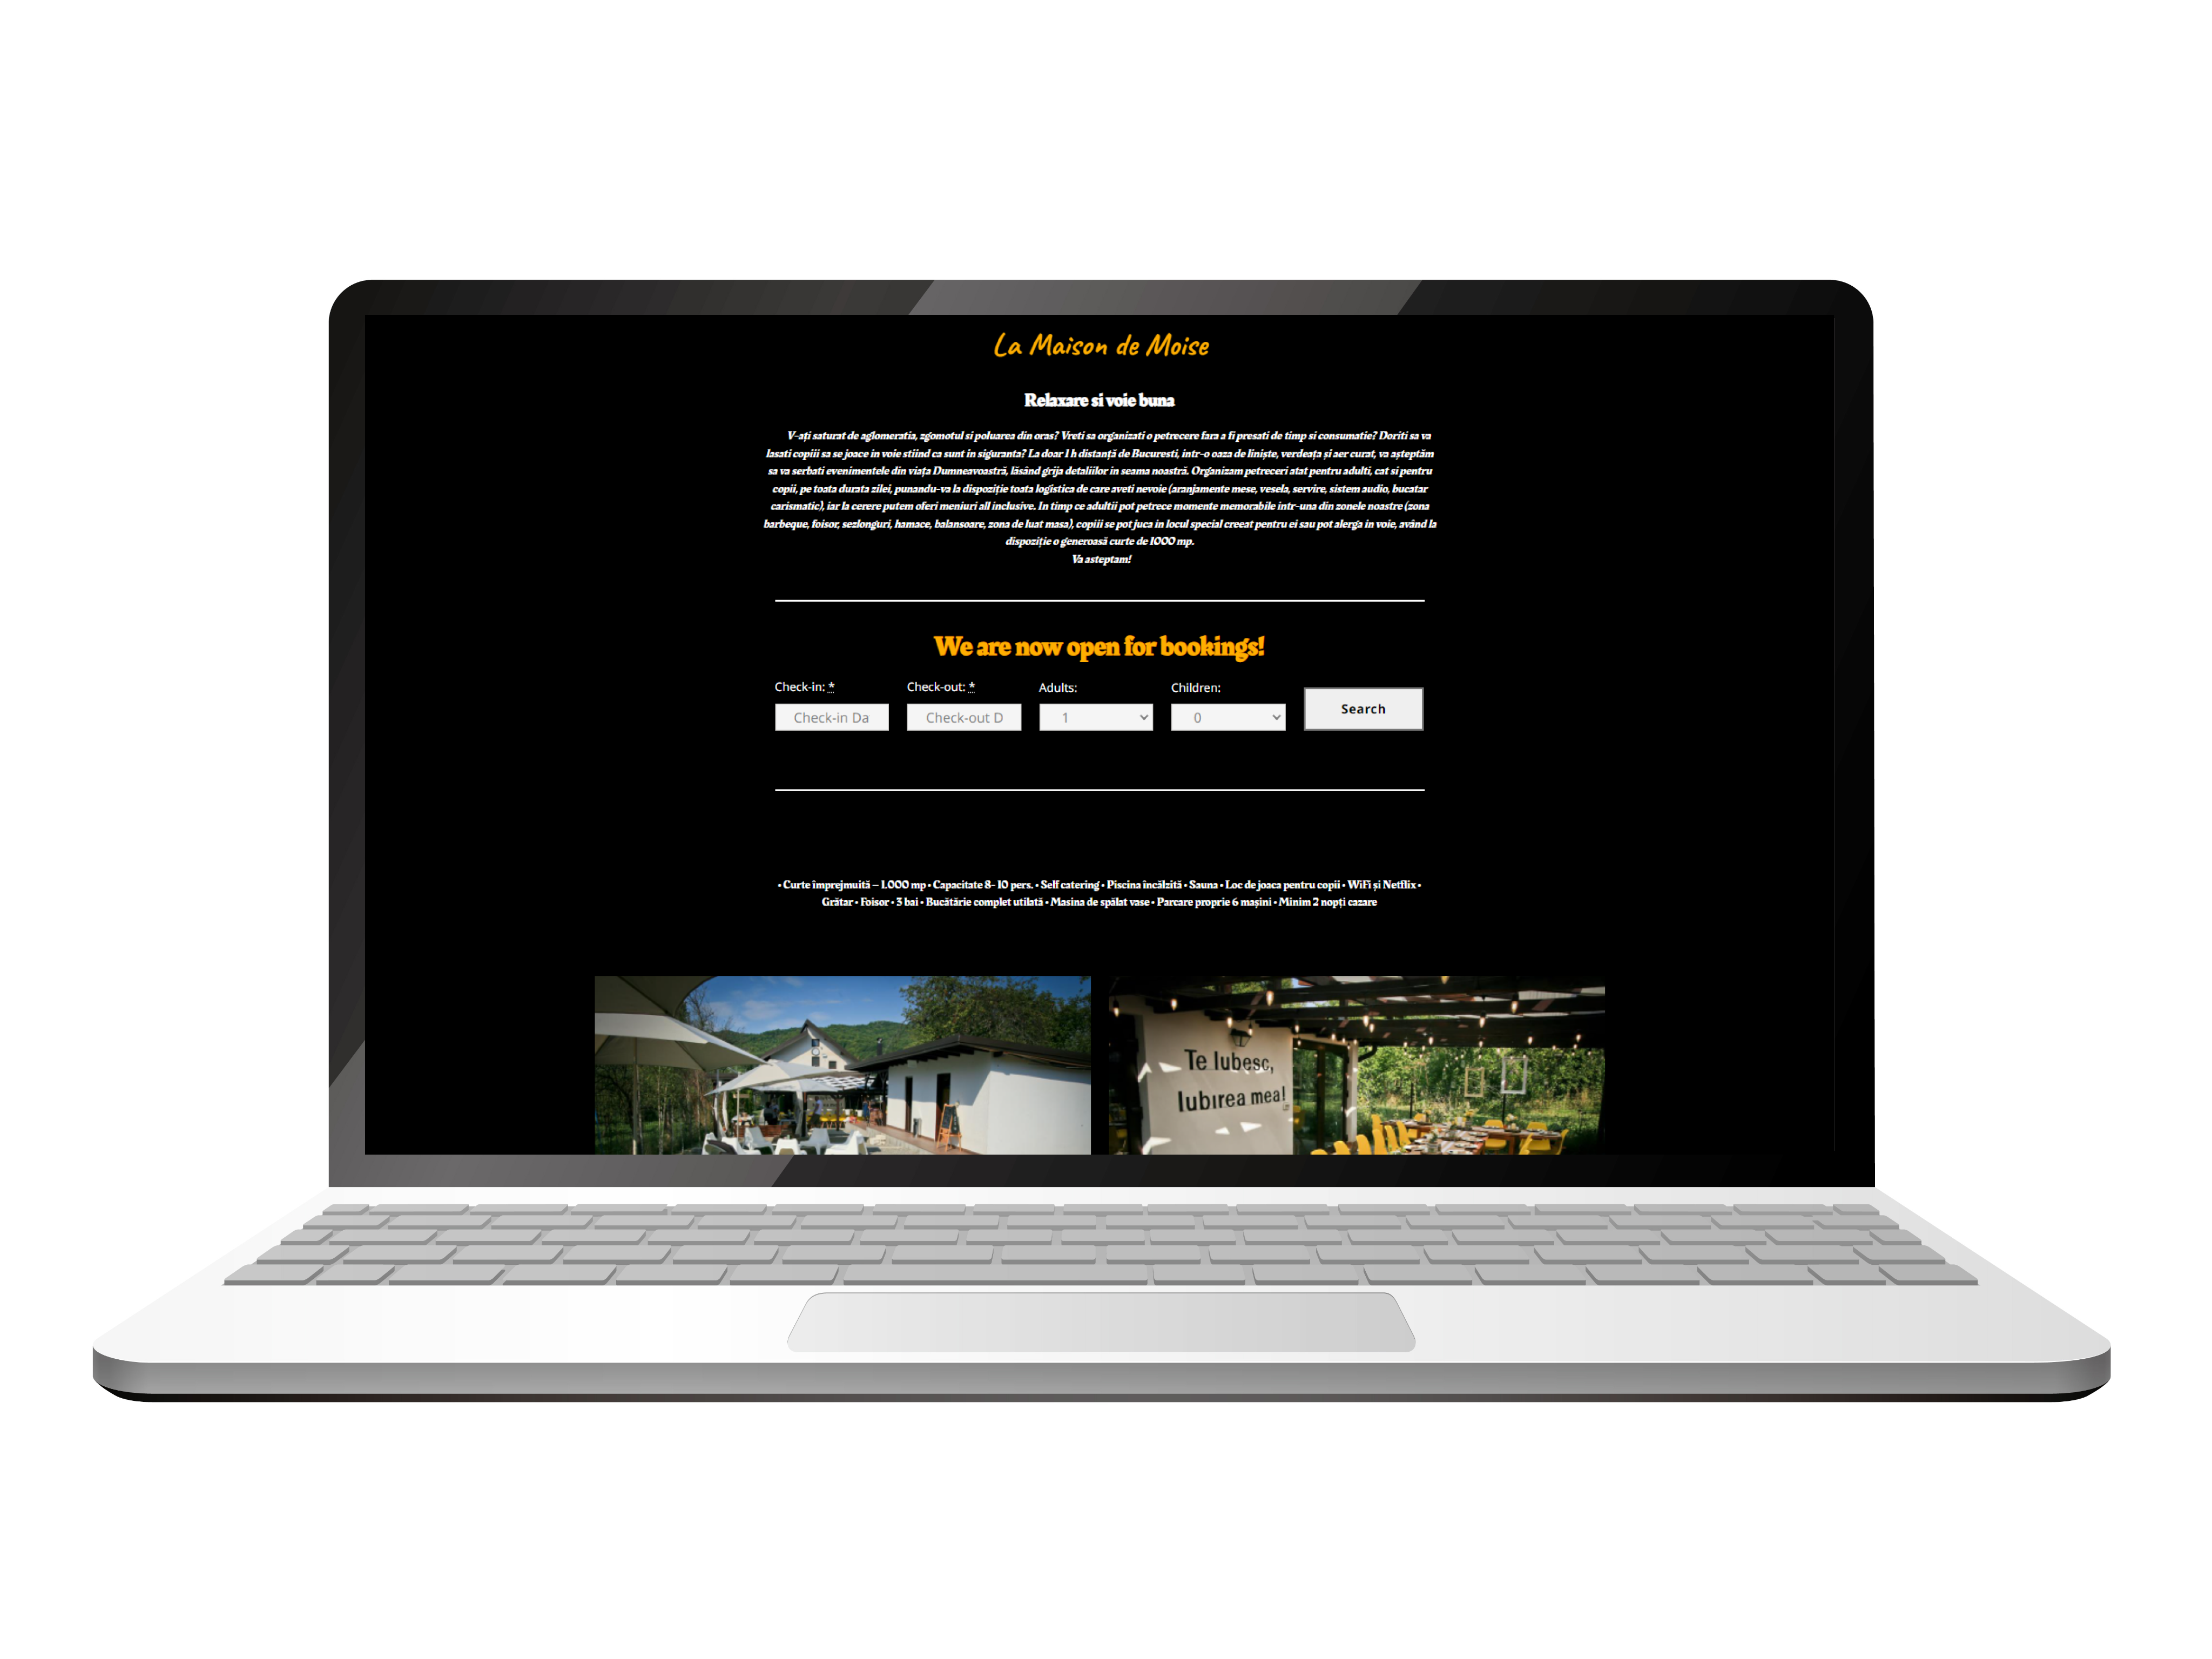 La Maison de Moise
Relaxare si voie buna
V-ați saturat de aglomeratia, zgomotul si poluarea din oras? Vreti sa organizati o petrecere fara a fi presati de timp si consumatie? Doriti sa va
lasati copiii sa se joace in voie stiind ca sunt in siguranta? La doar 1 h distanță de Bucuresti, intr-o oaza de liniște, verdeața și aer curat, va așteptăm
sa va serbati evenimentele din viața Dumneavoastră, lăsând grija detaliilor in seama noastră. Organizam petreceri atat pentru adulti, cat si pentru
copii, pe toata durata zilei, punandu-va la dispoziție toata logistica de care aveti nevoie (aranjamente mese, vesela, servire, sistem audio, bucatar
carismatic), iar la cerere putem oferi meniuri all inclusive. In timp ce adultii pot petrece momente memorabile intr-una din zonele noastre (zona
barbeque, foisor, sezlonguri, hamace, balansoare, zona de luat masa), copiii se pot juca in locul special creeat pentru ei sau pot alerga in voie, având la
dispoziție o generoasă curte de 1000 mp.
Va asteptam!
We are now open for bookings!
Check-in: * Check-out: * Adults: Children:
Check-in Da Check-out D 1 0 Search
• Curte împrejmuită – 1.000 mp • Capacitate 8- 10 pers. • Self catering • Piscina încălzită • Sauna • Loc de joaca pentru copii • WiFi și Netflix •
Grătar • Foisor • 3 bai • Bucătărie complet utilată • Masina de spălat vase • Parcare proprie 6 mașini • Minim 2 nopți cazare
Te Iubesc,
Iubirea mea!